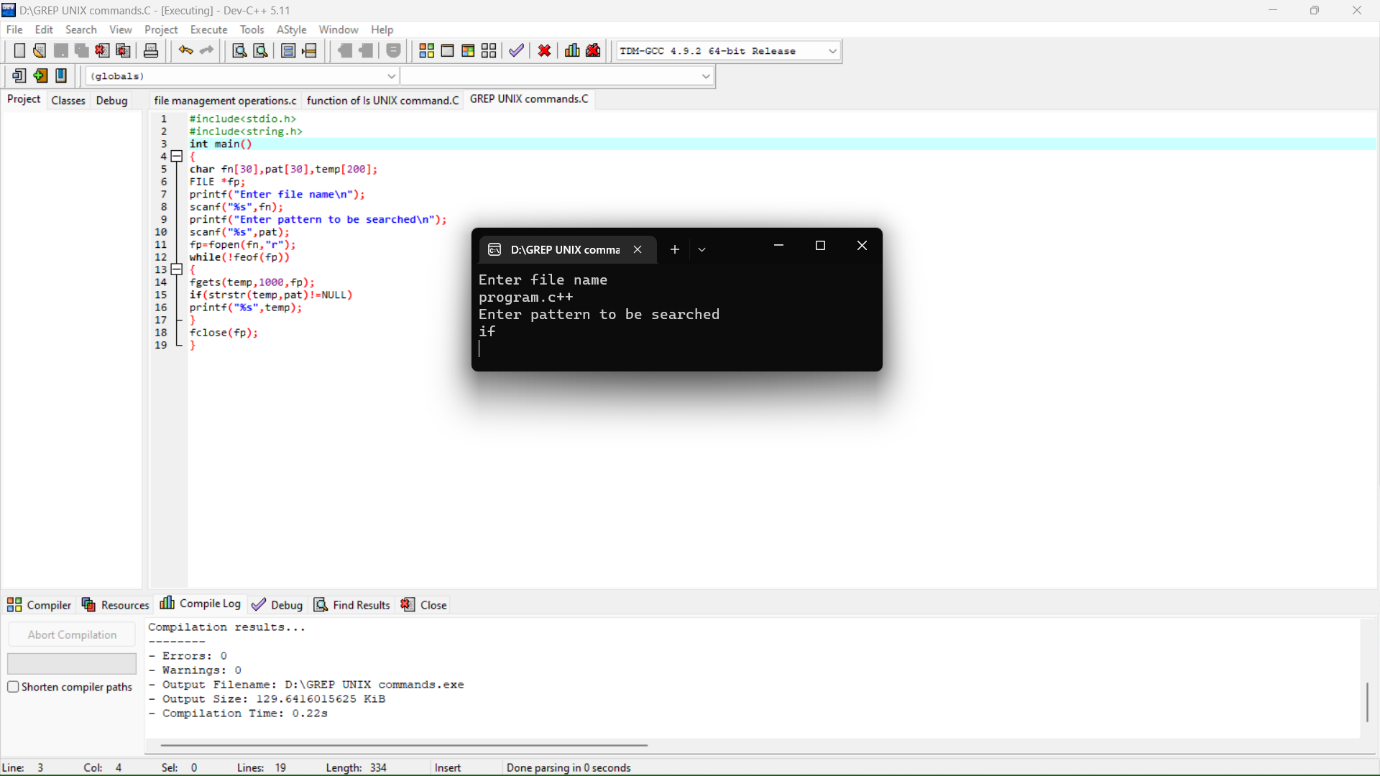 D:\GREP UNIX commands.C - [Executing] - Dev-C++ 5.11
File Edit Search View Project Execute Tools AStyle Window Help
TDM-GCC 4.9.2 64-bit Release
(globals)
Project Classes Debug file management operations.c function of ls UNIX command.C GREP UNIX commands.C
1 #include<stdio.h>
2 #include<string.h>
3 int main()
4 {
5 char fn[30],pat[30],temp[200];
6 FILE *fp;
7 printf("Enter file name\n");
8 scanf("%s",fn);
9 printf("Enter pattern to be searched\n");
10 scanf("%s",pat);
11 fp=fopen(fn,"r");
12 while(!feof(fp))
13 {
14 fgets(temp,1000,fp);
15 if(strstr(temp,pat)!=NULL)
16 printf("%s",temp);
17 }
18 fclose(fp);
19 }
D:\GREP UNIX comma
Enter file name
program.c++
Enter pattern to be searched
if
Compiler Resources Compile Log Debug Find Results Close
Abort Compilation
Shorten compiler paths
Compilation results...
--------
- Errors: 0
- Warnings: 0
- Output Filename: D:\GREP UNIX commands.exe
- Output Size: 129.6416015625 KiB
- Compilation Time: 0.22s
Line: 3 Col: 4 Sel: 0 Lines: 19 Length: 334 Insert Done parsing in 0 seconds